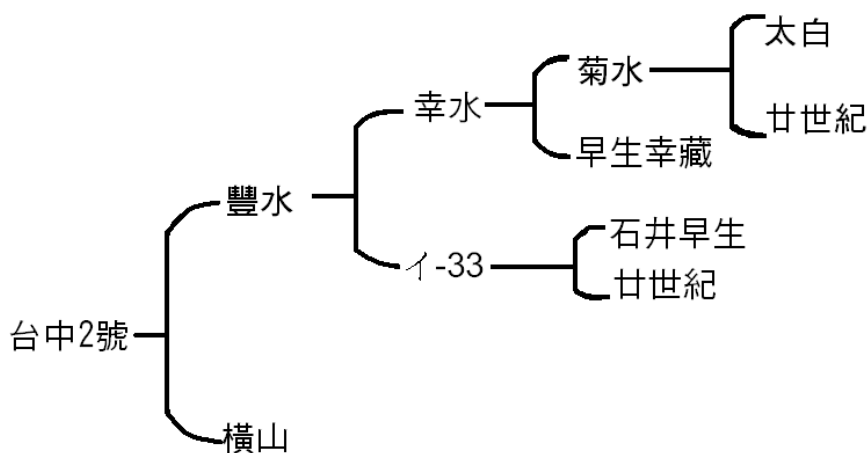 太白
菊水
幸水
廿世紀
早生幸藏
豐水
石井早生
イ-33
廿世紀
台中2號
橫山